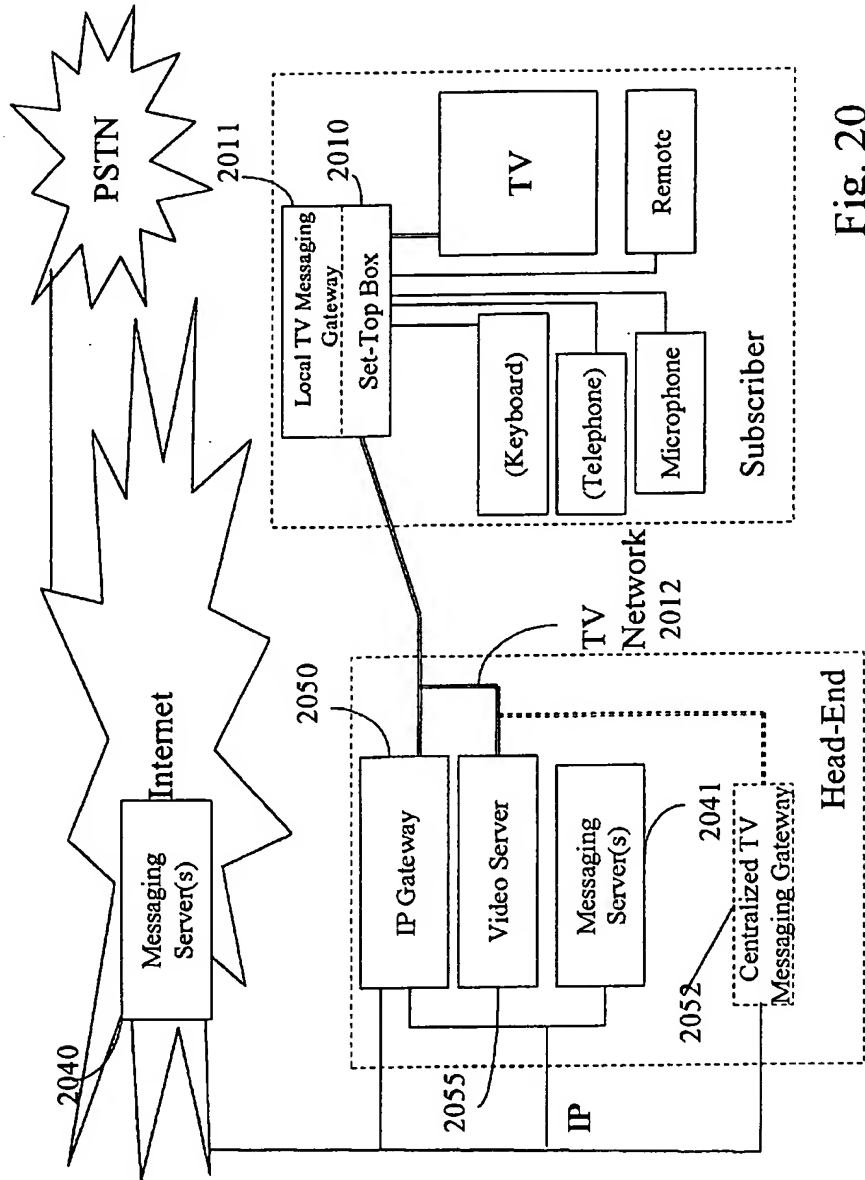 PSTN
Internet
Messaging
Server(s)
2040
2011
2010
Local TV Messaging
Gateway
Set-Top Box
TV
Remote
(Keyboard)
(Telephone)
Microphone
Subscriber
TV
Network
2012
2050
IP Gateway
Video Server
Messaging
Server(s)
2041
2055
2052
Centralized TV
Messaging Gateway
Head-End
IP
Fig. 20